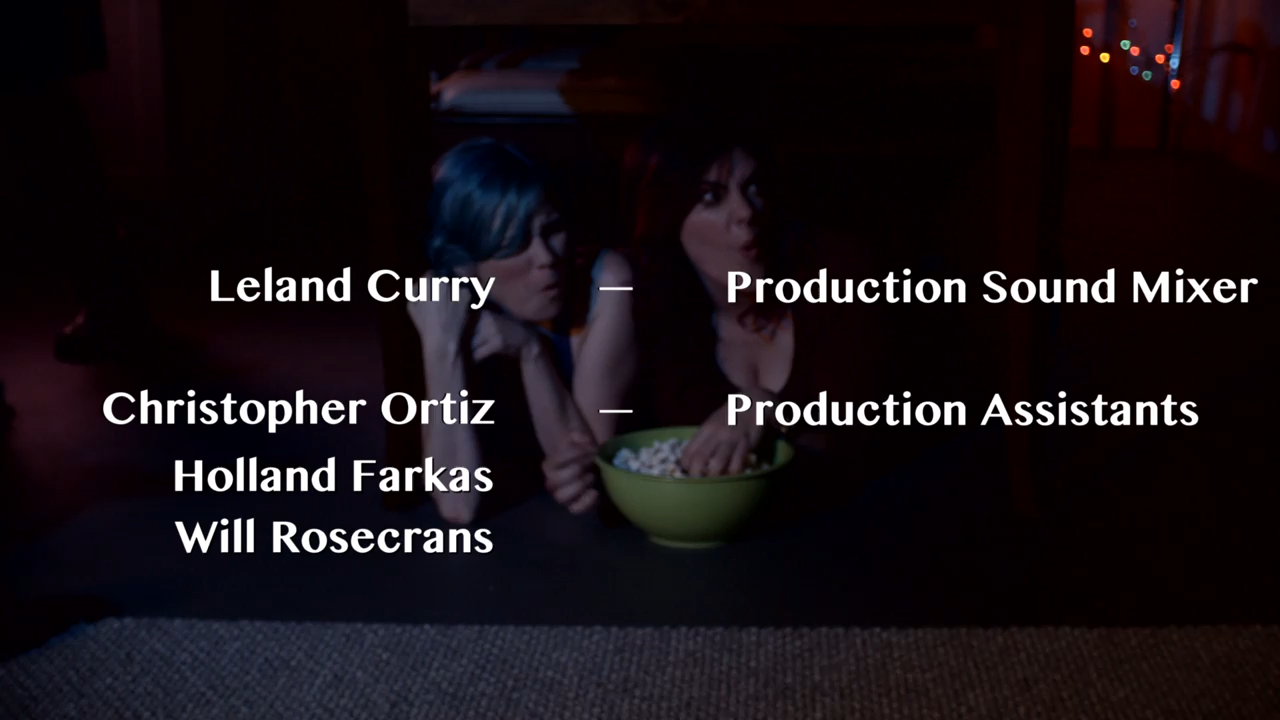 Leland Curry — Production Sound Mixer
Christopher Ortiz — Production Assistants
Holland Farkas
Will Rosecrans